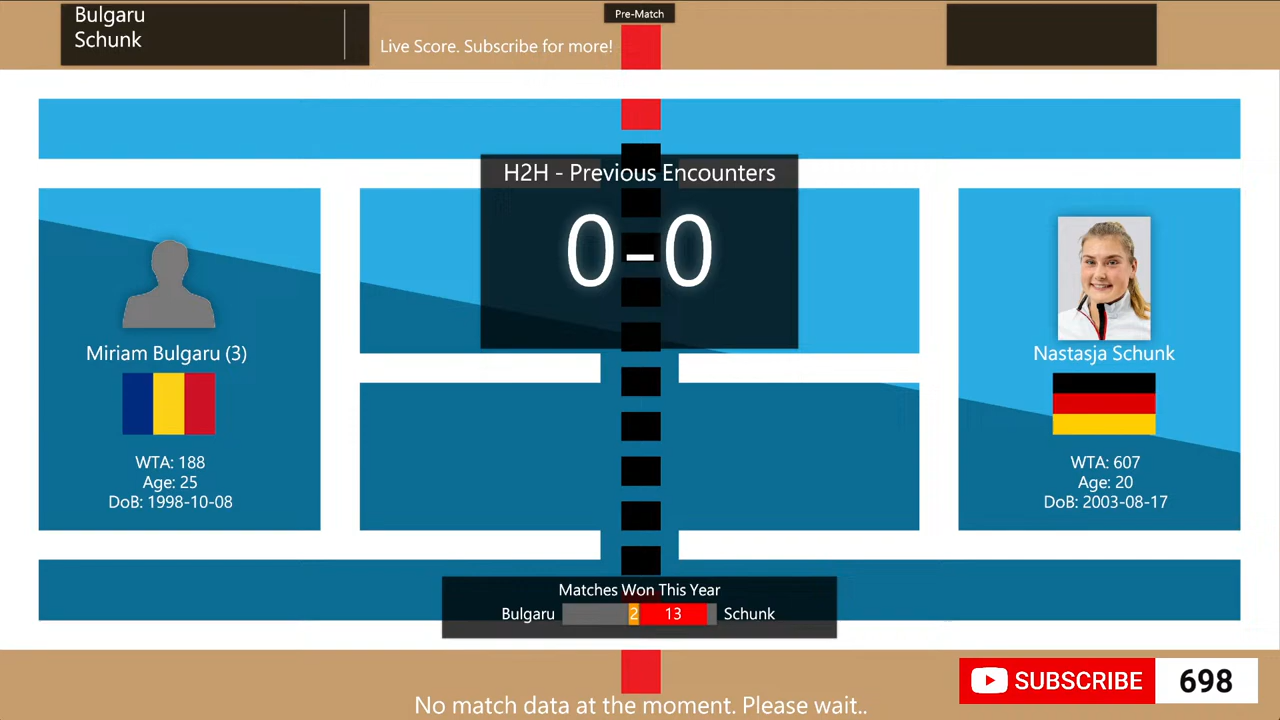 Bulgaru
Schunk
Pre-Match
Live Score. Subscribe for more!
H2H - Previous Encounters
0-0
Miriam Bulgaru (3)
WTA: 188
Age: 25
DoB: 1998-10-08
Nastasja Schunk
WTA: 607
Age: 20
DoB: 2003-08-17
Matches Won This Year
Bulgaru 2 13 Schunk
SUBSCRIBE 698
No match data at the moment. Please wait..